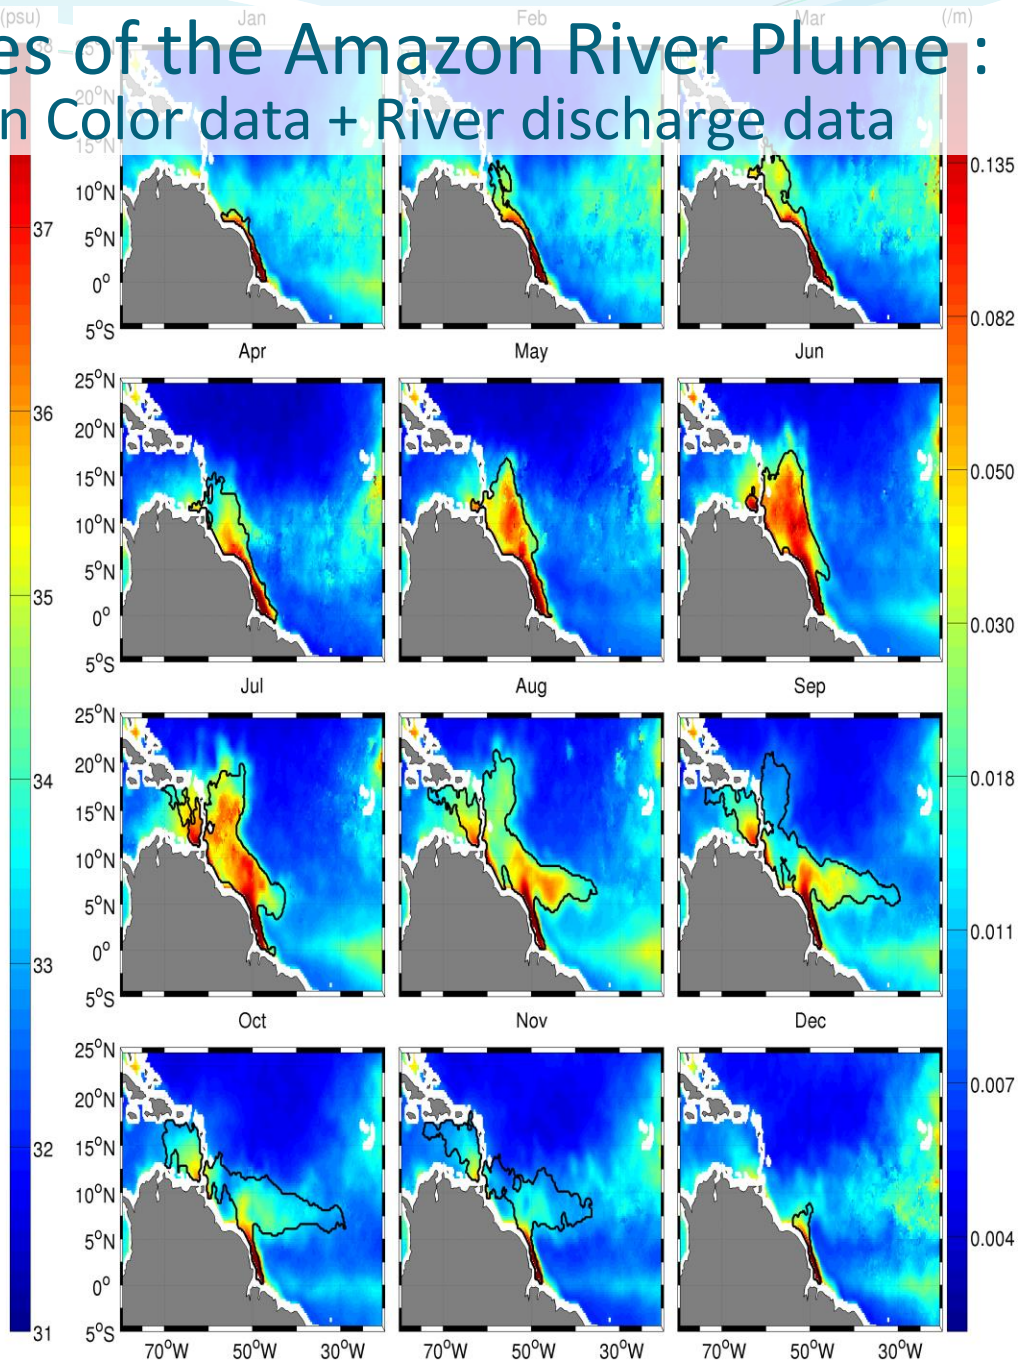 (psu) Jan Feb Mar (/m)
es of the Amazon River Plume :
n Color data + River discharge data
38 25°N
20°N
15°N
10°N
5°N
0°
5°S
37
0.135
0.082
Apr May Jun
25°N
20°N
15°N
10°N
5°N
0°
5°S
36
35
0.050
0.030
Jul Aug Sep
25°N
20°N
15°N
10°N
5°N
0°
5°S
34
33
0.018
0.011
Oct Nov Dec
25°N
20°N
15°N
10°N
5°N
0°
5°S
32
31
0.007
0.004
70°W 50°W 30°W 70°W 50°W 30°W 70°W 50°W 30°W